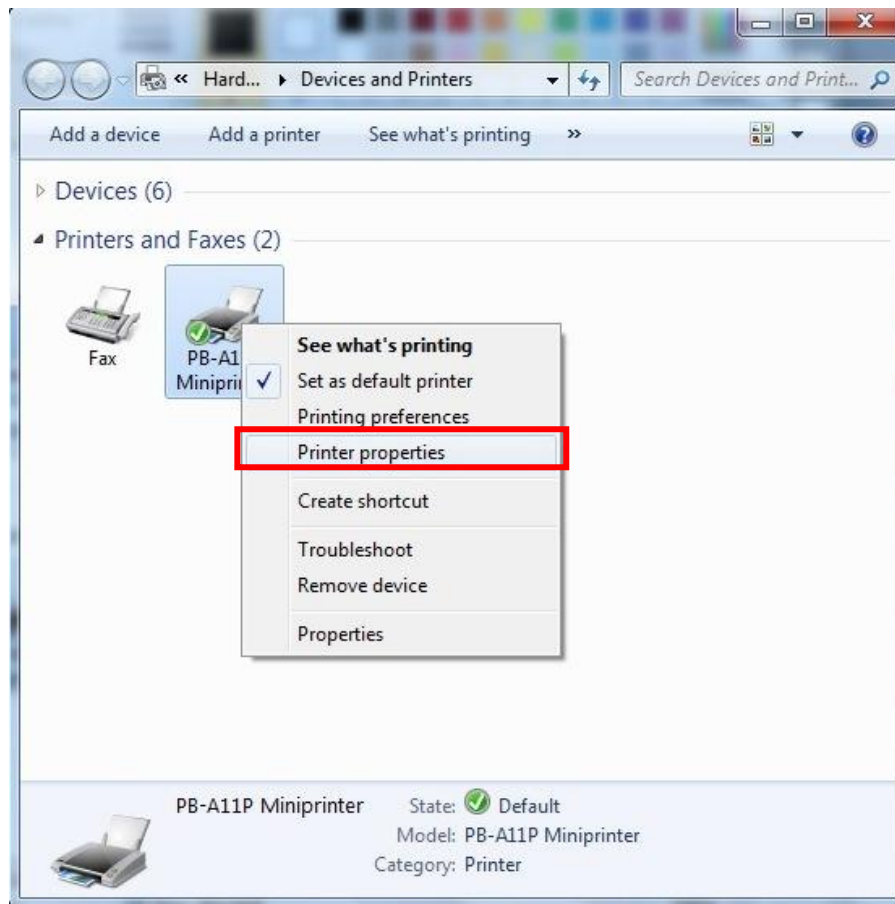 « Hard... Devices and Printers Search Devices and Print...
Add a device Add a printer See what's printing »
Devices (6)
Printers and Faxes (2)
Fax
PB-A1
Minipri
See what's printing
Set as default printer
Printing preferences
Printer properties
Create shortcut
Troubleshoot
Remove device
Properties
PB-A11P Miniprinter State: Default
Model: PB-A11P Miniprinter
Category: Printer